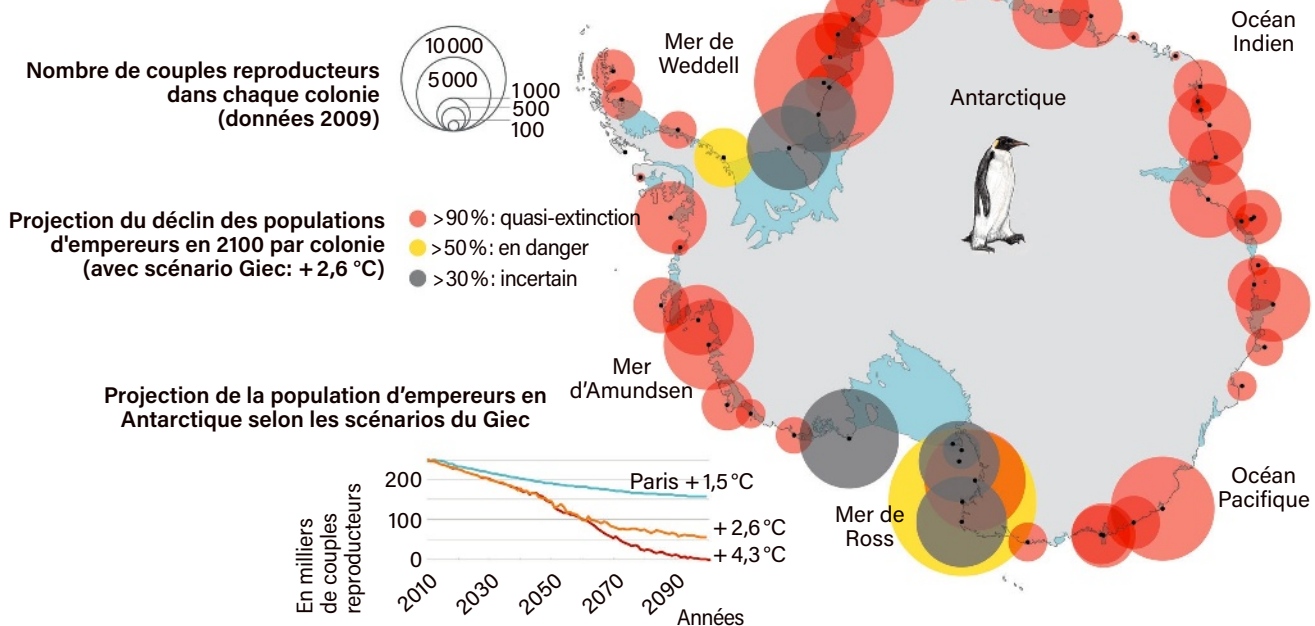 Nombre de couples reproducteurs
dans chaque colonie
(données 2009)
10 000
5 000
1000
500
100
Projection du déclin des populations
d'empereurs en 2100 par colonie
(avec scénario Giec: + 2,6 °C)
>90 %: quasi-extinction
>50 %: en danger
>30 %: incertain
Mer de
Weddell
Antarctique
Océan
Indien
Mer
d'Amundsen
Mer de
Ross
Océan
Pacifique
Projection de la population d’empereurs en
Antarctique selon les scénarios du Giec
En milliers
de couples
reproducteurs
200
100
0
Paris + 1,5 °C
+ 2,6 °C
+ 4,3 °C
2010
2030
2050
2070
2090
Années